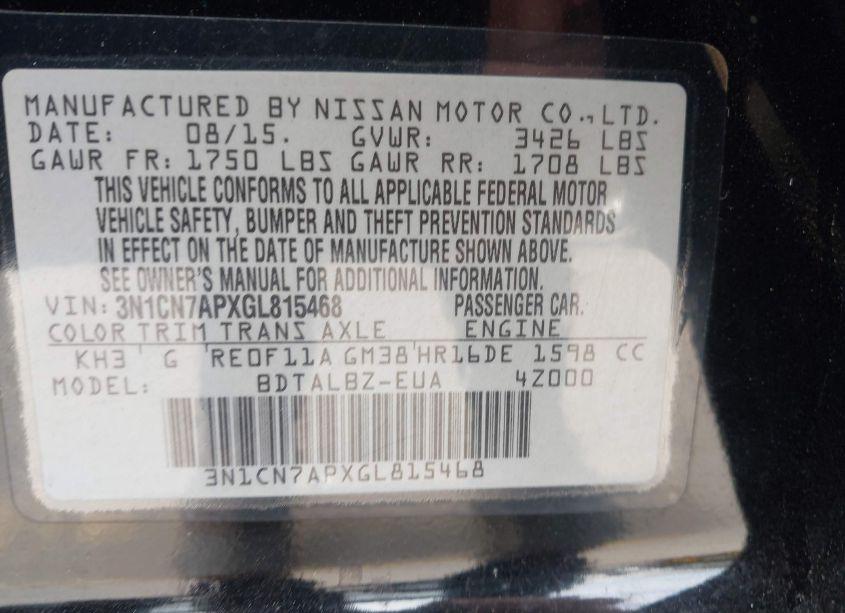 MANUFACTURED BY NISSAN MOTOR CO., LTD.
DATE: 08/15. GVWR: 3426 LBS
GAWR FR: 1750 LBS GAWR RR: 1708 LBS
THIS VEHICLE CONFORMS TO ALL APPLICABLE FEDERAL MOTOR
VEHICLE SAFETY, BUMPER AND THEFT PREVENTION STANDARDS
IN EFFECT ON THE DATE OF MANUFACTURE SHOWN ABOVE.
SEE OWNER'S MANUAL FOR ADDITIONAL INFORMATION.
VIN: 3N1CN7APXGL815468 PASSENGER CAR.
COLOR TRIM TRANS AXLE ENGINE
KH3 G RE0F11A GM38 HR16DE 1598 CC
MODEL: BDTALBZ-EUA 4Z000
3N1CN7APXGL815468